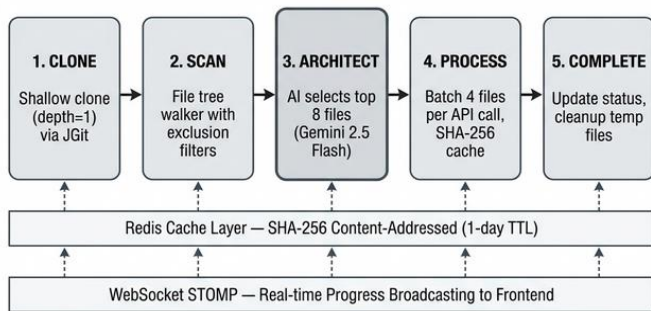 1. CLONE
Shallow clone
(depth=1)
via JGit
2. SCAN
File tree
walker with
exclusion
filters
3. ARCHITECT
AI selects top
8 files
(Gemini 2.5
Flash)
4. PROCESS
Batch 4 files
per API call,
SHA-256
cache
5. COMPLETE
Update status,
cleanup temp
files
Redis Cache Layer — SHA-256 Content-Addressed (1-day TTL)
WebSocket STOMP — Real-time Progress Broadcasting to Frontend